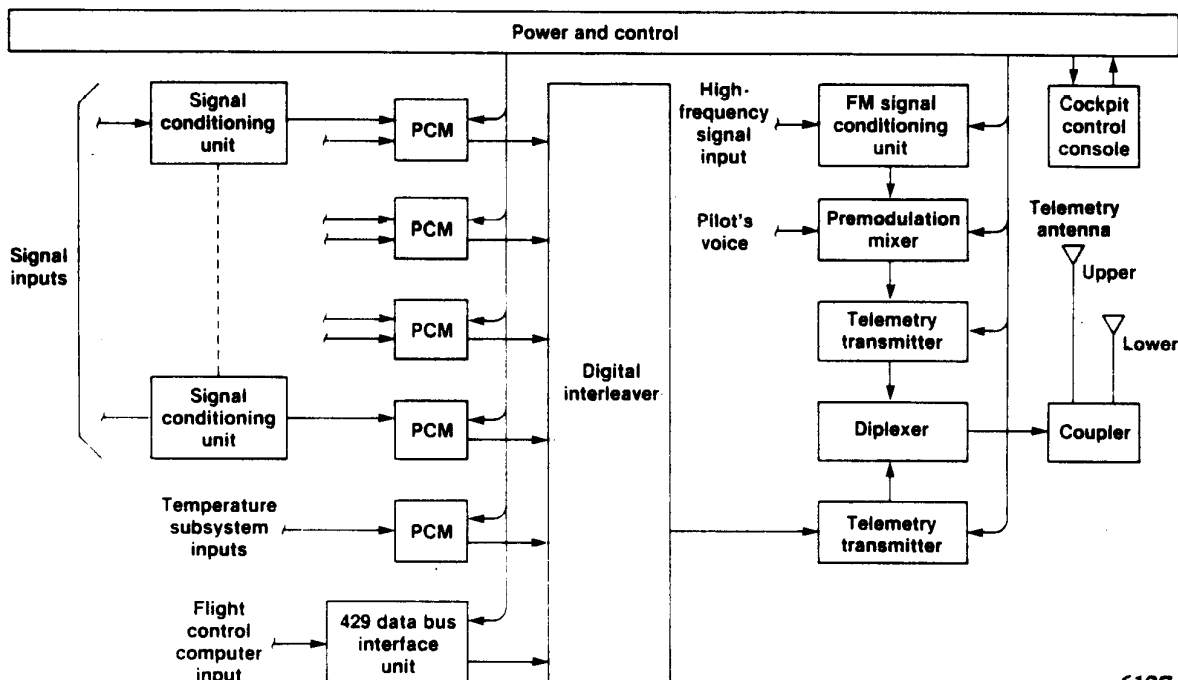 Power and control
Signal
conditioning
unit
PCM
High-
frequency
signal
input
FM signal
conditioning
unit
Cockpit
control
console
PCM
Pilot's
voice
Premodulation
mixer
Telemetry
antenna
Upper
Signal
inputs
PCM
Telemetry
transmitter
Lower
Digital
interleaver
Signal
conditioning
unit
PCM
Diplexer
Coupler
Temperature
subsystem
inputs
PCM
Telemetry
transmitter
Flight
control
computer
input
429 data bus
interface
unit